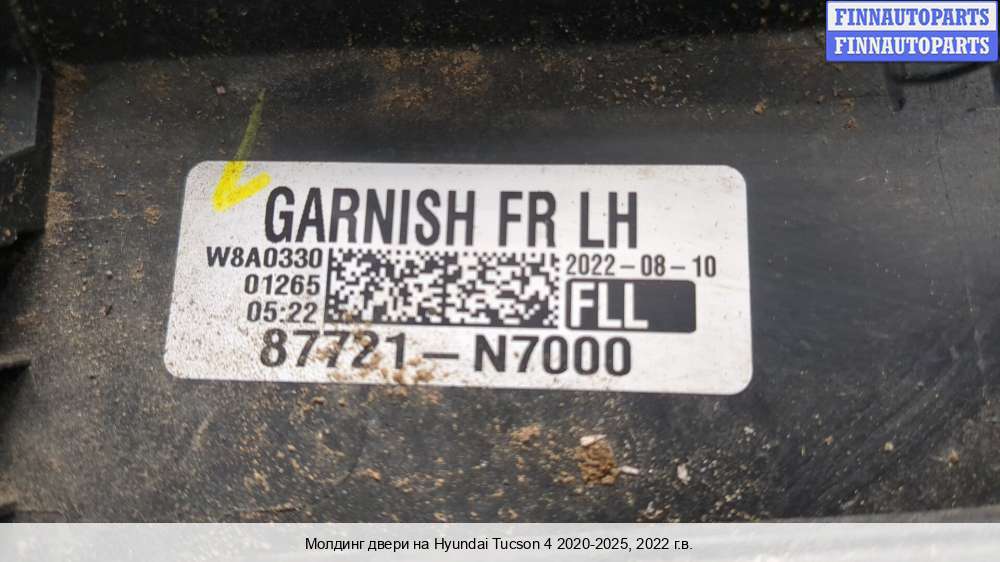 FINNAUTOPARTS
FINNAUTOPARTS
GARNISH FR LH
W8A0330
01265
05:22
2022-08-10
FLL
87721-N7000
Молдинг двери на Hyundai Tucson 4 2020-2025, 2022 г.в.